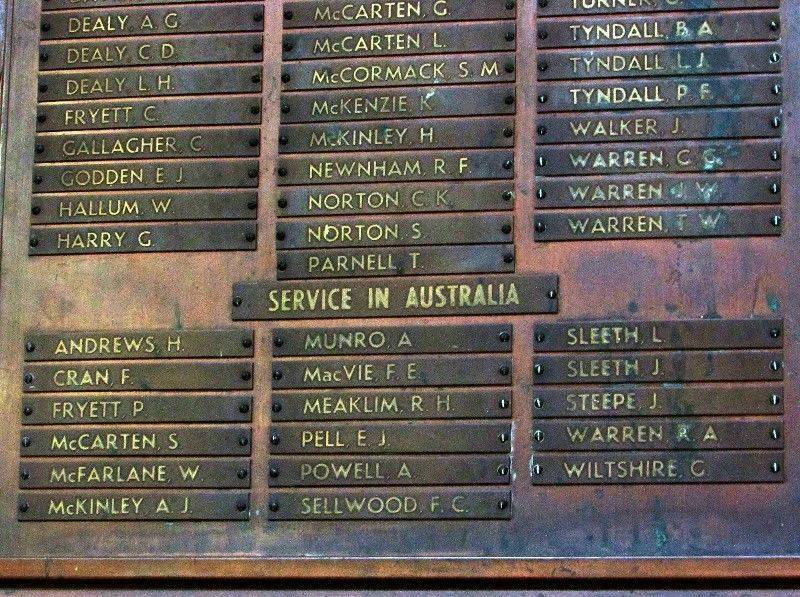 DEALY, A G
DEALY, C D.
DEALY, L. H.
FRYETT, C.
GALLAGHER, C
GODDEN, E. J.
HALLUM, W
HARRY G.
McCARTEN, G.
McCARTEN L.
McCORMACK, S. M
McKENZIE, K
McKINLEY, H.
NEWNHAM, R. F.
NORTON, C. K.
NORTON S.
PARNELL, T.
TYNDALL, B. A
TYNDALL, L. J.
TYNDALL, P. F.
WALKER, J.
WARREN, C. G.
WARREN J. W.
WARREN, T. W.
SERVICE IN AUSTRALIA
ANDREWS, H.
CRAN, F.
FRYETT, P.
McCARTEN, S
McFARLANE, W.
McKINLEY A. J.
MUNRO, A
MacVIE, F. E.
MEAKLIM, R. H.
PELL, E. J.
POWELL, A.
SELLWOOD, F. C.
SLEETH, L
SLEETH J.
STEEPE, J.
WARREN, R. A
WILTSHIRE, G